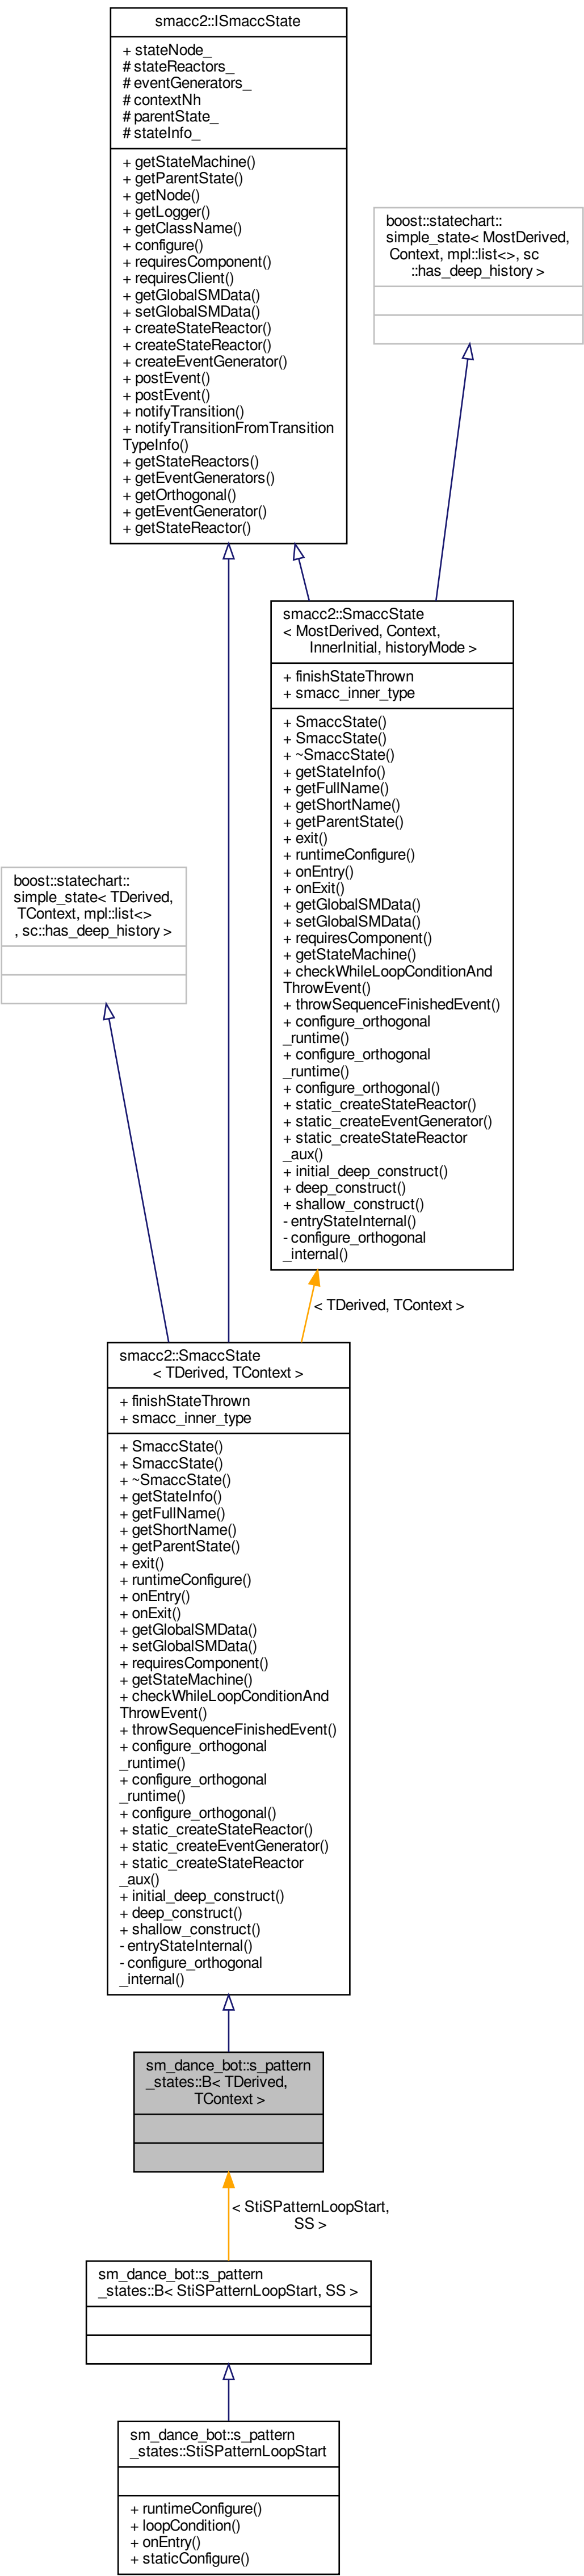 smacc2::ISmaccState
+ stateNode_
# stateReactors_
# eventGenerators_
# contextNh
# parentState_
# stateInfo_
+ getStateMachine()
+ getParentState()
+ getNode()
+ getLogger()
+ getClassName()
+ configure()
+ requiresComponent()
+ requiresClient()
+ getGlobalSMData()
+ setGlobalSMData()
+ createStateReactor()
+ createStateReactor()
+ createEventGenerator()
+ postEvent()
+ postEvent()
+ notifyTransition()
+ notifyTransitionFromTransition
TypeInfo()
+ getStateReactors()
+ getEventGenerators()
+ getOrthogonal()
+ getEventGenerator()
+ getStateReactor()
boost::statechart::
simple_state< MostDerived,
Context, mpl::list<>, sc
::has_deep_history >
smacc2::SmaccState
< MostDerived, Context,
InnerInitial, historyMode >
+ finishStateThrown
+ smacc_inner_type
+ SmaccState()
+ SmaccState()
+ ~SmaccState()
+ getStateInfo()
+ getFullName()
+ getShortName()
+ getParentState()
+ exit()
+ runtimeConfigure()
+ onEntry()
+ onExit()
+ getGlobalSMData()
+ setGlobalSMData()
+ requiresComponent()
+ getStateMachine()
+ checkWhileLoopConditionAnd
ThrowEvent()
+ throwSequenceFinishedEvent()
+ configure_orthogonal
_runtime()
+ configure_orthogonal
_runtime()
+ configure_orthogonal()
+ static_createStateReactor()
+ static_createEventGenerator()
+ static_createStateReactor
_aux()
+ initial_deep_construct()
+ deep_construct()
+ shallow_construct()
- entryStateInternal()
- configure_orthogonal
_internal()
boost::statechart::
simple_state< TDerived,
TContext, mpl::list<>
, sc::has_deep_history >
< TDerived, TContext >
smacc2::SmaccState
< TDerived, TContext >
+ finishStateThrown
+ smacc_inner_type
+ SmaccState()
+ SmaccState()
+ ~SmaccState()
+ getStateInfo()
+ getFullName()
+ getShortName()
+ getParentState()
+ exit()
+ runtimeConfigure()
+ onEntry()
+ onExit()
+ getGlobalSMData()
+ setGlobalSMData()
+ requiresComponent()
+ getStateMachine()
+ checkWhileLoopConditionAnd
ThrowEvent()
+ throwSequenceFinishedEvent()
+ configure_orthogonal
_runtime()
+ configure_orthogonal
_runtime()
+ configure_orthogonal()
+ static_createStateReactor()
+ static_createEventGenerator()
+ static_createStateReactor
_aux()
+ initial_deep_construct()
+ deep_construct()
+ shallow_construct()
- entryStateInternal()
- configure_orthogonal
_internal()
sm_dance_bot::s_pattern
_states::B< TDerived,
TContext >
< StiSPatternLoopStart,
SS >
sm_dance_bot::s_pattern
_states::B< StiSPatternLoopStart, SS >
sm_dance_bot::s_pattern
_states::StiSPatternLoopStart
+ runtimeConfigure()
+ loopCondition()
+ onEntry()
+ staticConfigure()